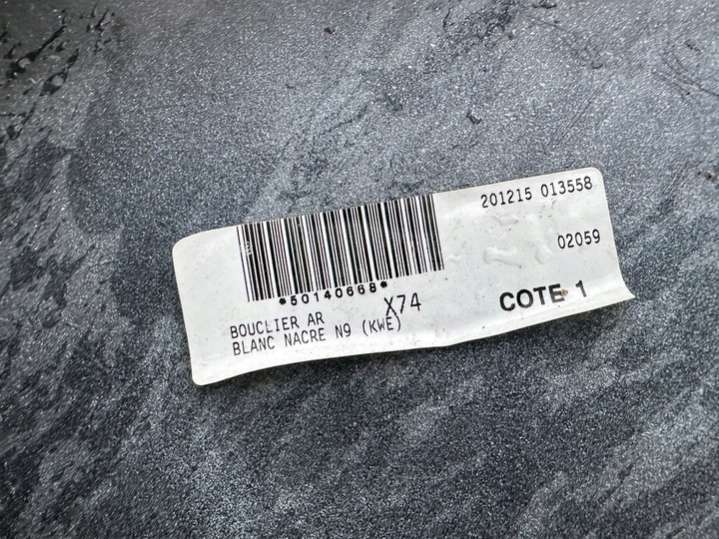 201215 013558
02059
*50140668*
X74
COTE 1
BOUCLIER AR
BLANC NACRE N9 (KWE)